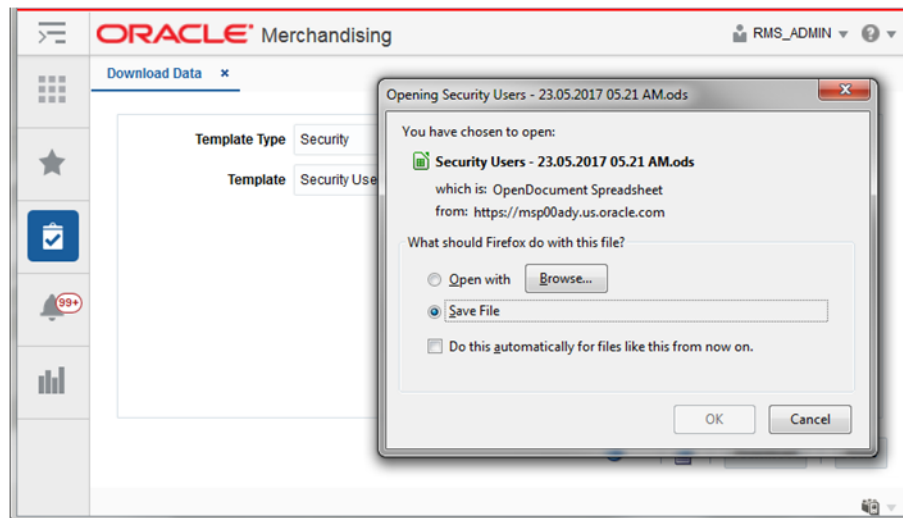 ORACLE® Merchandising
RMS_ADMIN
?
Download Data ×
Template Type Security
Template Security Use
99+
Opening Security Users - 23.05.2017 05.21 AM.ods
You have chosen to open:
Security Users - 23.05.2017 05.21 AM.ods
which is: OpenDocument Spreadsheet
from: https://msp00ady.us.oracle.com
What should Firefox do with this file?
Open with Browse...
Save File
Do this automatically for files like this from now on.
OK Cancel